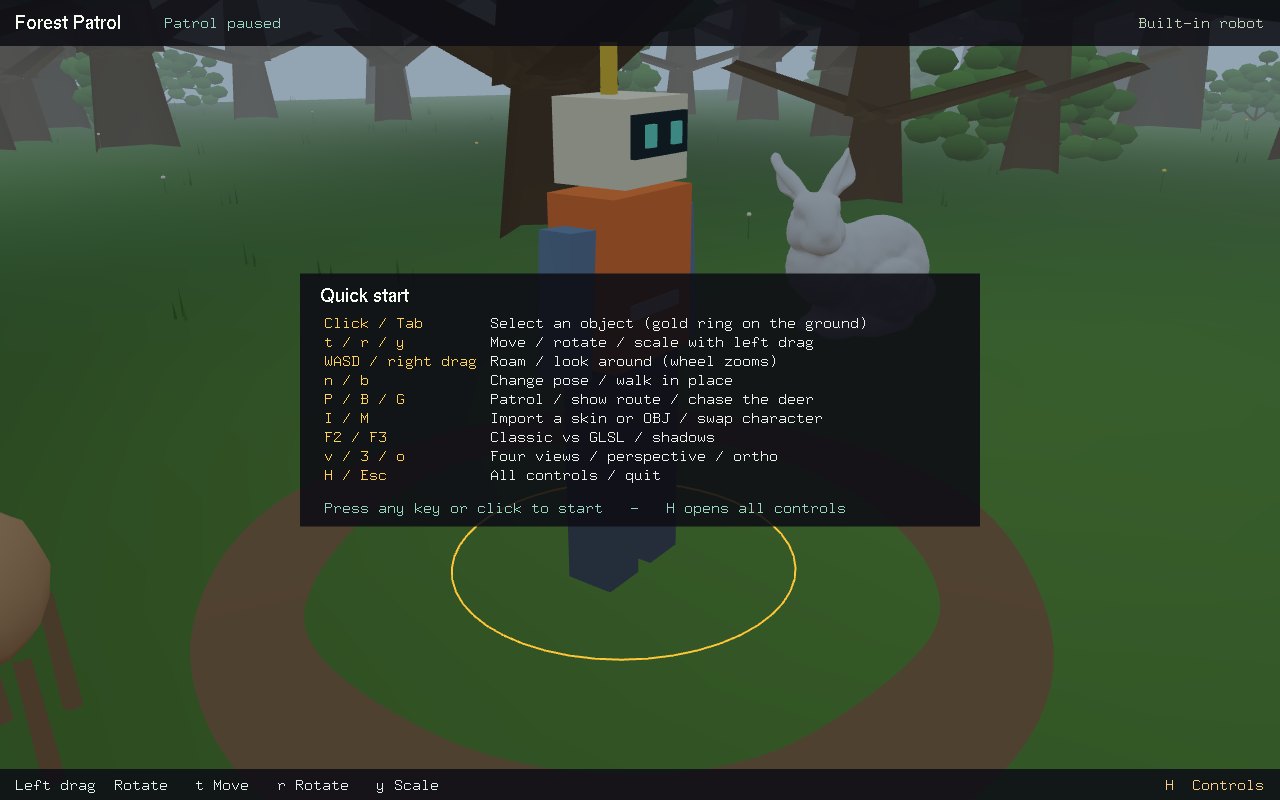 Forest Patrol Patrol paused Built-in robot
Quick start
Click / Tab Select an object (gold ring on the ground)
t / r / y Move / rotate / scale with left drag
WASD / right drag Roam / look around (wheel zooms)
n / b Change pose / walk in place
P / B / G Patrol / show route / chase the deer
I / M Import a skin or OBJ / swap character
F2 / F3 Classic vs GLSL / shadows
v / 3 / o Four views / perspective / ortho
H / Esc All controls / quit
Press any key or click to start - H opens all controls
Left drag Rotate t Move r Rotate y Scale H Controls